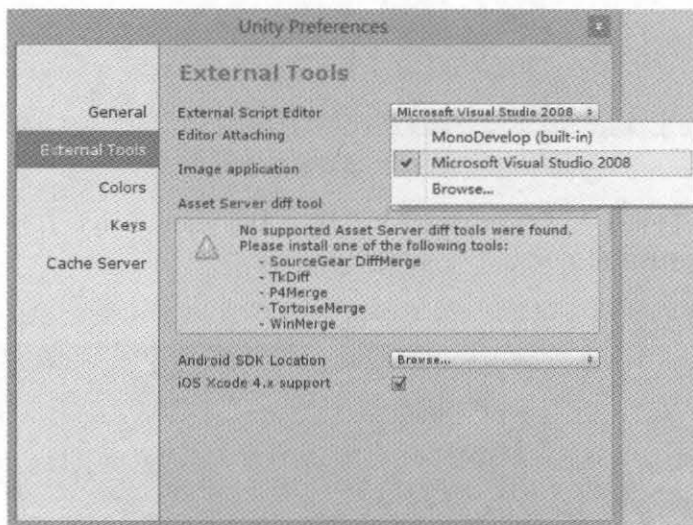 Unity Preferences
x
External Tools
General
External Tools
Colors
Keys
Cache Server
External Script Editor
Microsoft Visual Studio 2008
Editor Attaching
MonoDevelop (built-in)
Microsoft Visual Studio 2008
Browse...
Image application
Asset Server diff tool
No supported Asset Server diff tools were found.
Please install one of the following tools:
- SourceGear DiffMerge
- TkDiff
- P4Merge
- TortoiseMerge
- WinMerge
Android SDK Location
Browse...
iOS Xcode 4.x support